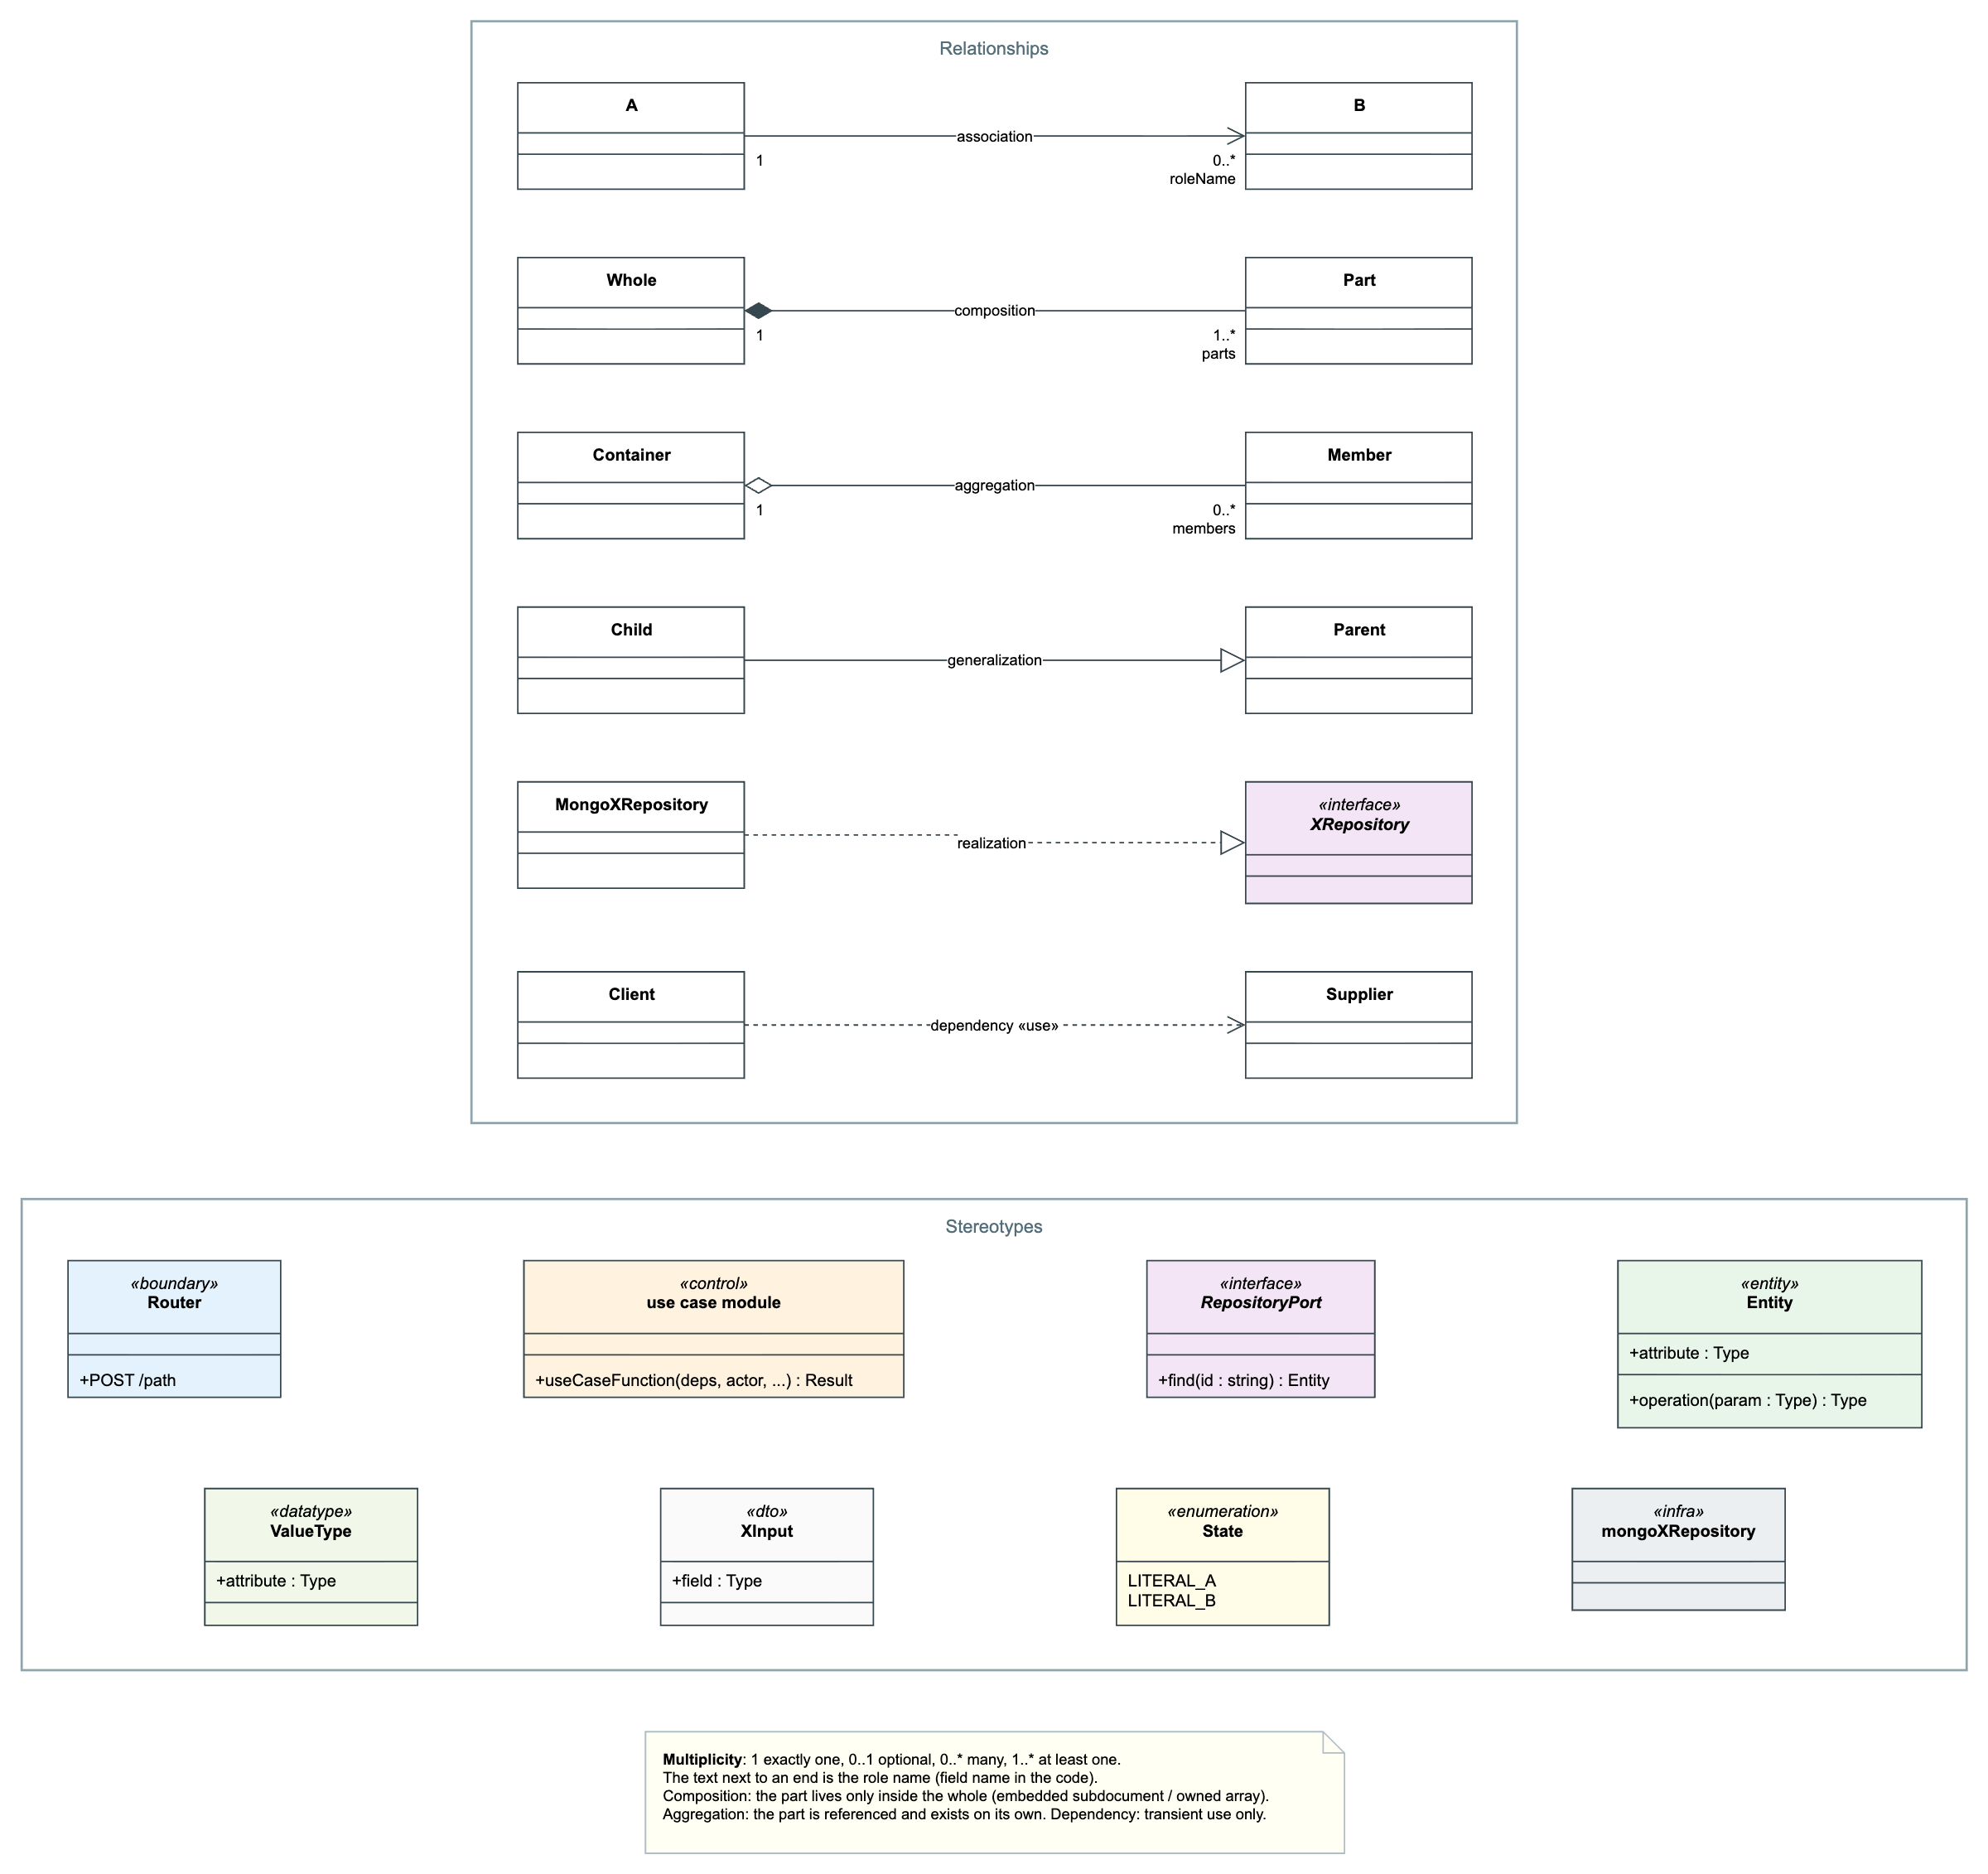 Relationships
A
B
association
1
0..*
roleName
Whole
Part
composition
1
1..*
parts
Container
Member
aggregation
1
0..*
members
Child
Parent
generalization
MongoXRepository
«interface»
XRepository
realization
Client
Supplier
dependency «use»
Stereotypes
«boundary»
Router
+POST /path
«control»
use case module
+useCaseFunction(deps, actor, ...) : Result
«interface»
RepositoryPort
+find(id : string) : Entity
«entity»
Entity
+attribute : Type
+operation(param : Type) : Type
«datatype»
ValueType
+attribute : Type
«dto»
XInput
+field : Type
«enumeration»
State
LITERAL_A
LITERAL_B
«infra»
mongoXRepository
Multiplicity: 1 exactly one, 0..1 optional, 0..* many, 1..* at least one.
The text next to an end is the role name (field name in the code).
Composition: the part lives only inside the whole (embedded subdocument / owned array).
Aggregation: the part is referenced and exists on its own. Dependency: transient use only.